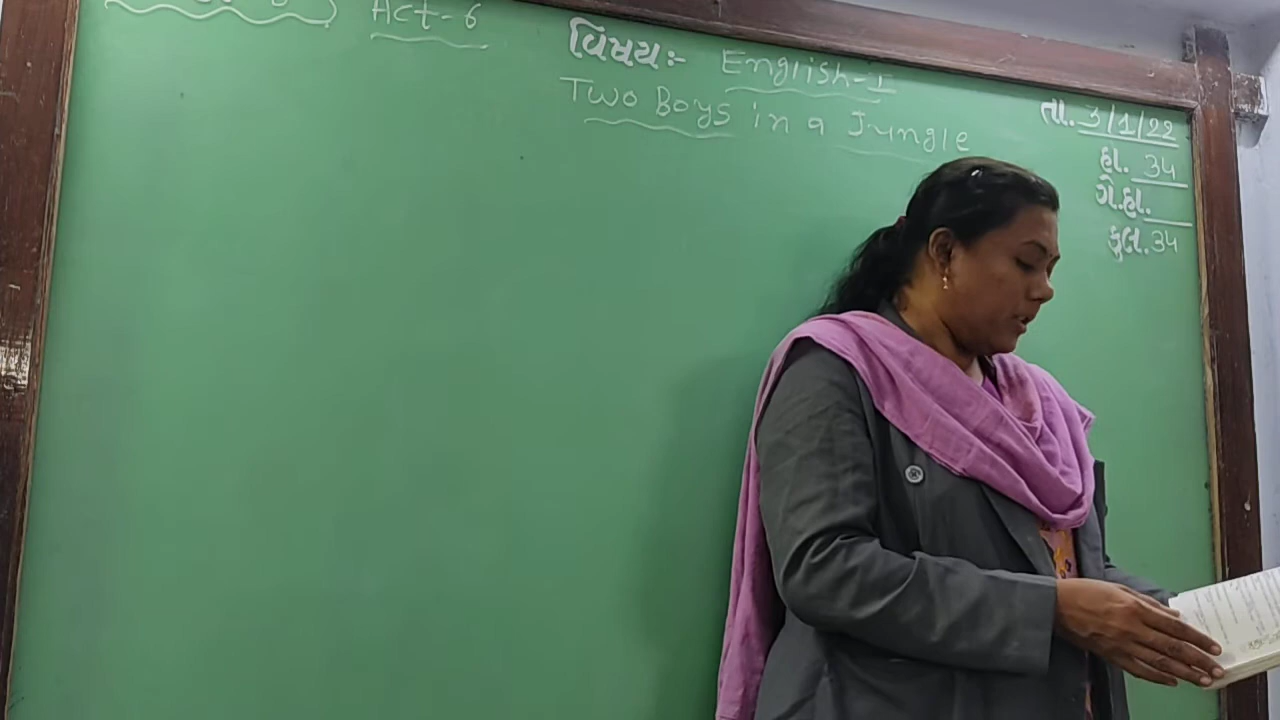 Act-6
વિષય:- English-I
Two Boys in a Jungle
તા. 3/1/22
હા. 34
ગે.હા.
કુલ. 34